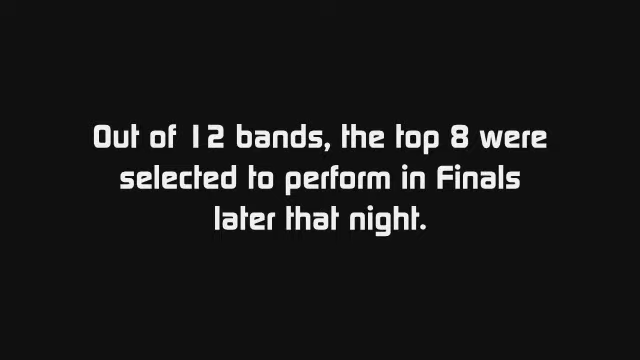 Out of 12 bands, the top 8 were
selected to perform in Finals
later that night.